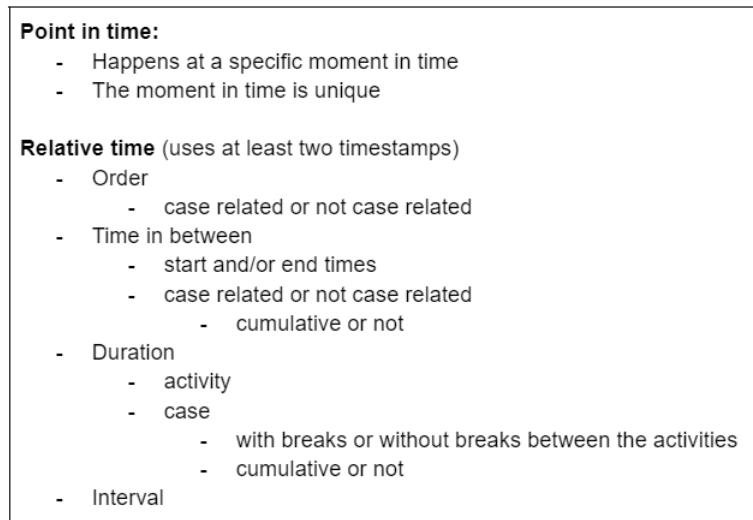 Point in time:
- Happens at a specific moment in time
- The moment in time is unique
Relative time (uses at least two timestamps)
- Order
- case related or not case related
- Time in between
- start and/or end times
- case related or not case related
- cumulative or not
- Duration
- activity
- case
- with breaks or without breaks between the activities
- cumulative or not
- Interval